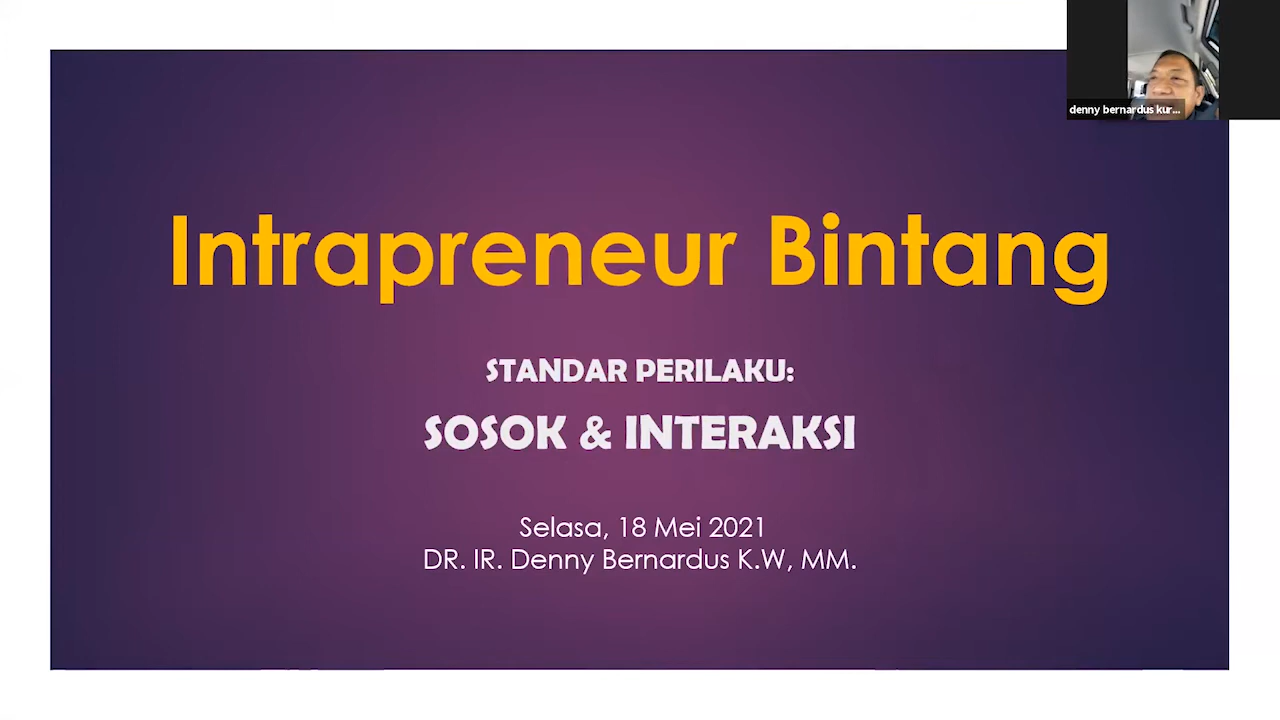 denny bernardus kur...
Intrapreneur Bintang
STANDAR PERILAKU:
SOSOK & INTERAKSI
Selasa, 18 Mei 2021
DR. IR. Denny Bernardus K.W, MM.